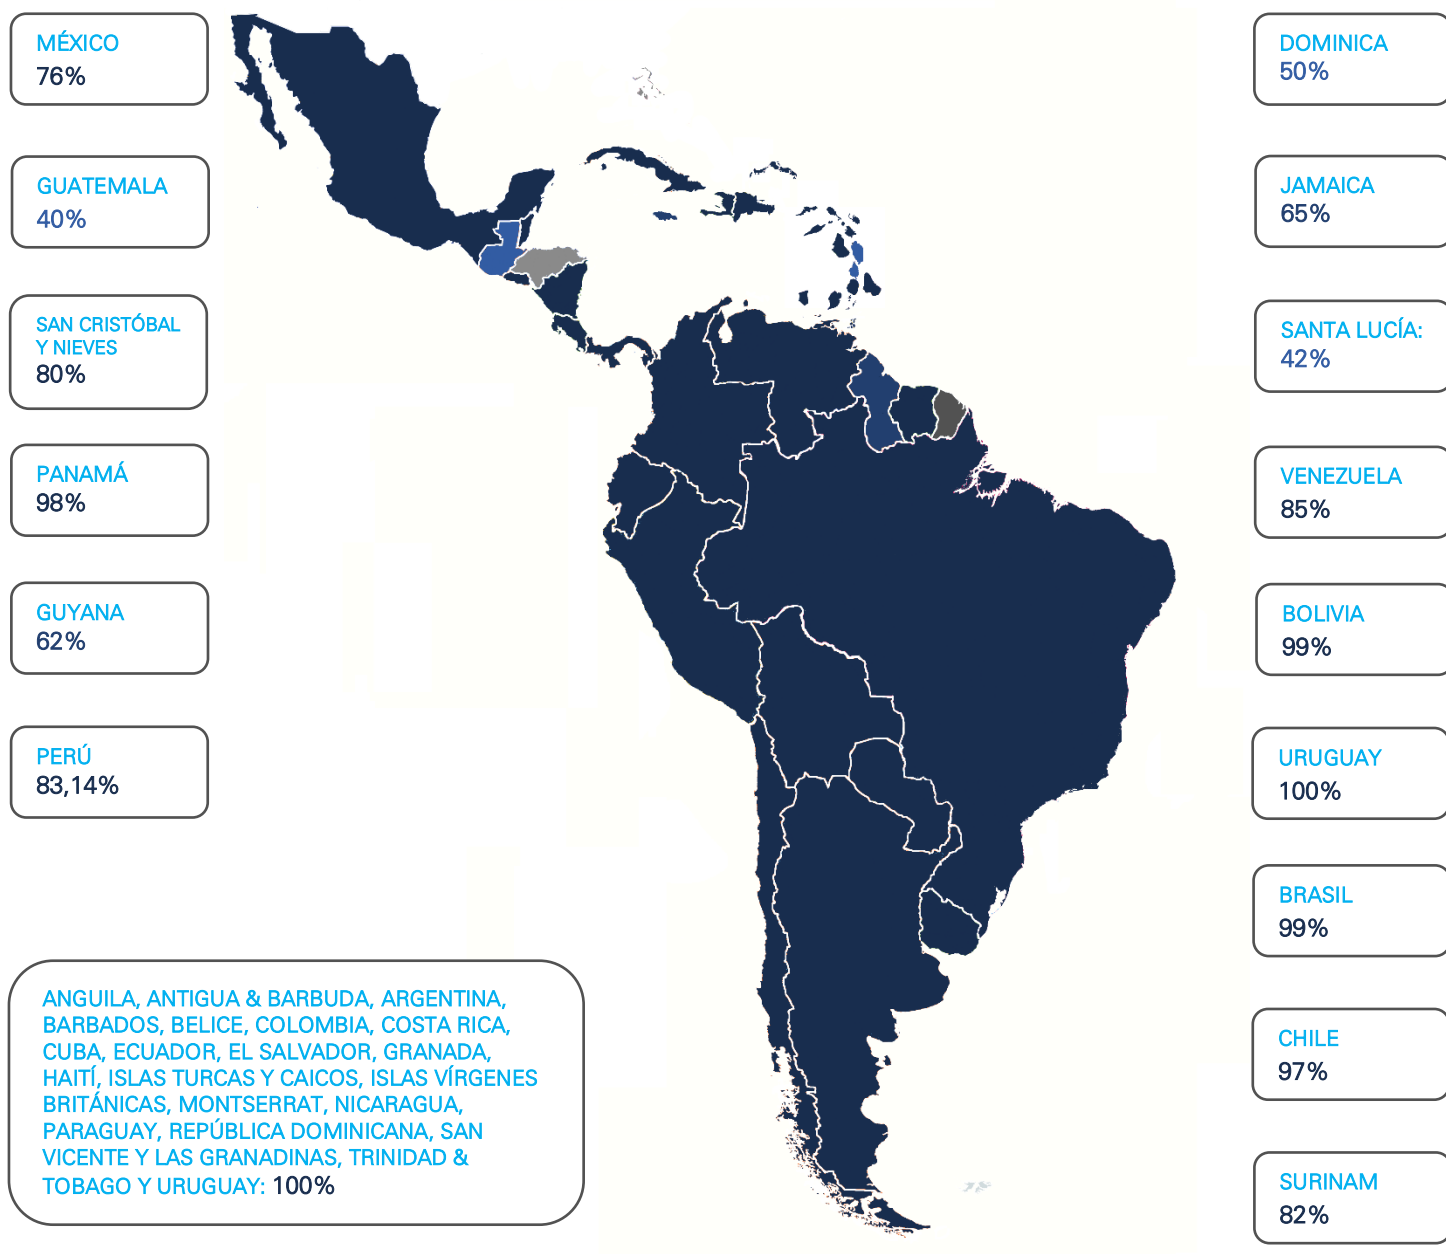 MÉXICO
76%
GUATEMALA
40%
SAN CRISTÓBAL
Y NIEVES
80%
PANAMÁ
98%
GUYANA
62%
PERÚ
83,14%
ANGUILA, ANTIGUA & BARBUDA, ARGENTINA,
BARBADOS, BELICE, COLOMBIA, COSTA RICA,
CUBA, ECUADOR, EL SALVADOR, GRANADA,
HAITÍ, ISLAS TURCAS Y CAICOS, ISLAS VÍRGENES
BRITÁNICAS, MONTSERRAT, NICARAGUA,
PARAGUAY, REPÚBLICA DOMINICANA, SAN
VICENTE Y LAS GRANADINAS, TRINIDAD &
TOBAGO Y URUGUAY: 100%
DOMINICA
50%
JAMAICA
65%
SANTA LUCÍA:
42%
VENEZUELA
85%
BOLIVIA
99%
URUGUAY
100%
BRASIL
99%
CHILE
97%
SURINAM
82%